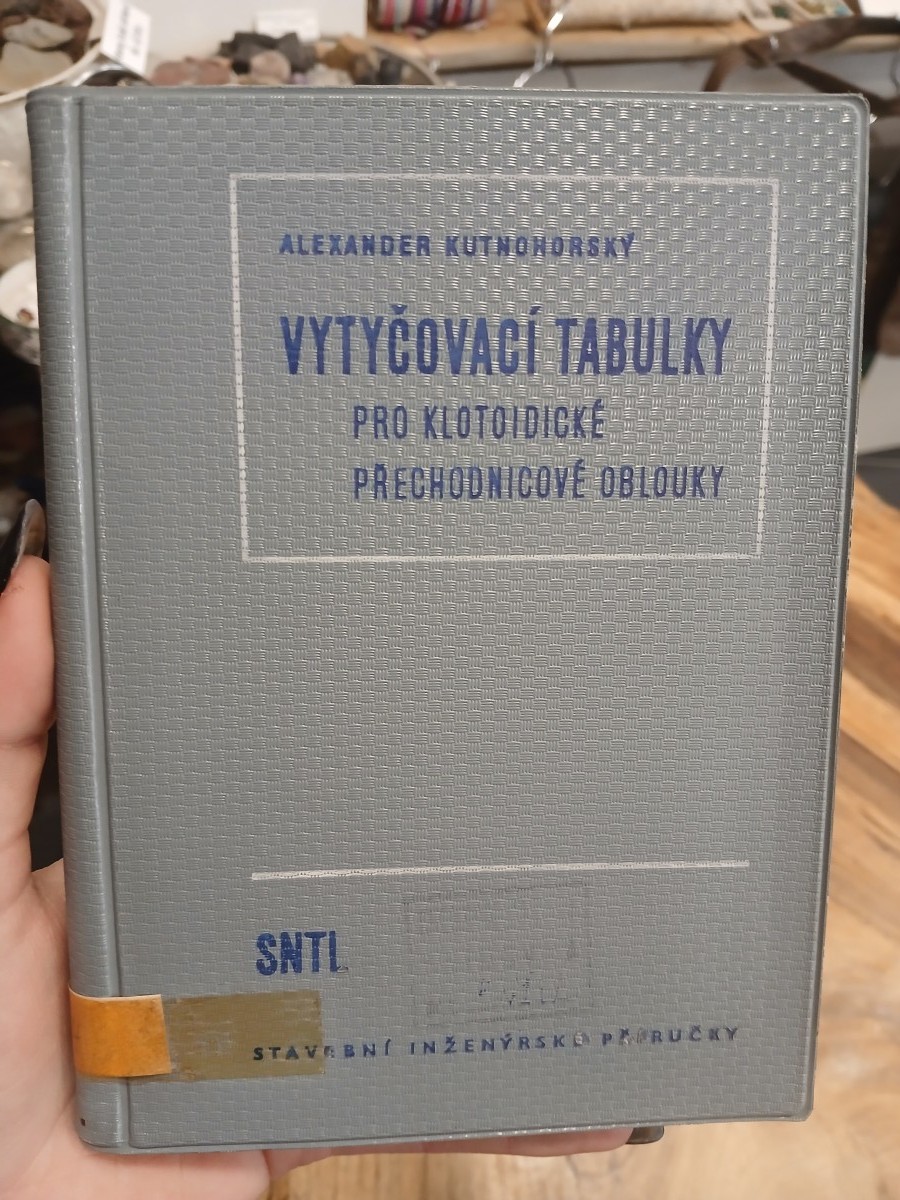 ALEXANDER KUTNOHORSKÝ
VYTYČOVACÍ TABULKY
PRO KLOTOIDICKÉ
PŘECHODNICOVÉ OBLOUKY
SNTL
STAVEBNÍ INŽENÝRSKÉ PŘÍRUČKY